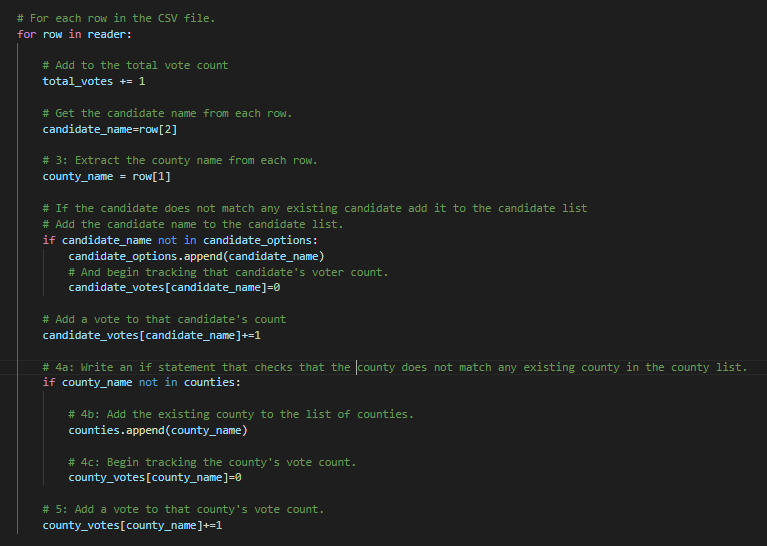 # For each row in the CSV file.
for row in reader:
# Add to the total vote count
total_votes += 1
# Get the candidate name from each row.
candidate_name=row[2]
# 3: Extract the county name from each row.
county_name = row[1]
# If the candidate does not match any existing candidate add it to the candidate list
# Add the candidate name to the candidate list.
if candidate_name not in candidate_options:
candidate_options.append(candidate_name)
# And begin tracking that candidate's voter count.
candidate_votes[candidate_name]=0
# Add a vote to that candidate's count
candidate_votes[candidate_name]+=1
# 4a: Write an if statement that checks that the county does not match any existing county in the county list.
if county_name not in counties:
# 4b: Add the existing county to the list of counties.
counties.append(county_name)
# 4c: Begin tracking the county's vote count.
county_votes[county_name]=0
# 5: Add a vote to that county's vote count.
county_votes[county_name]+=1